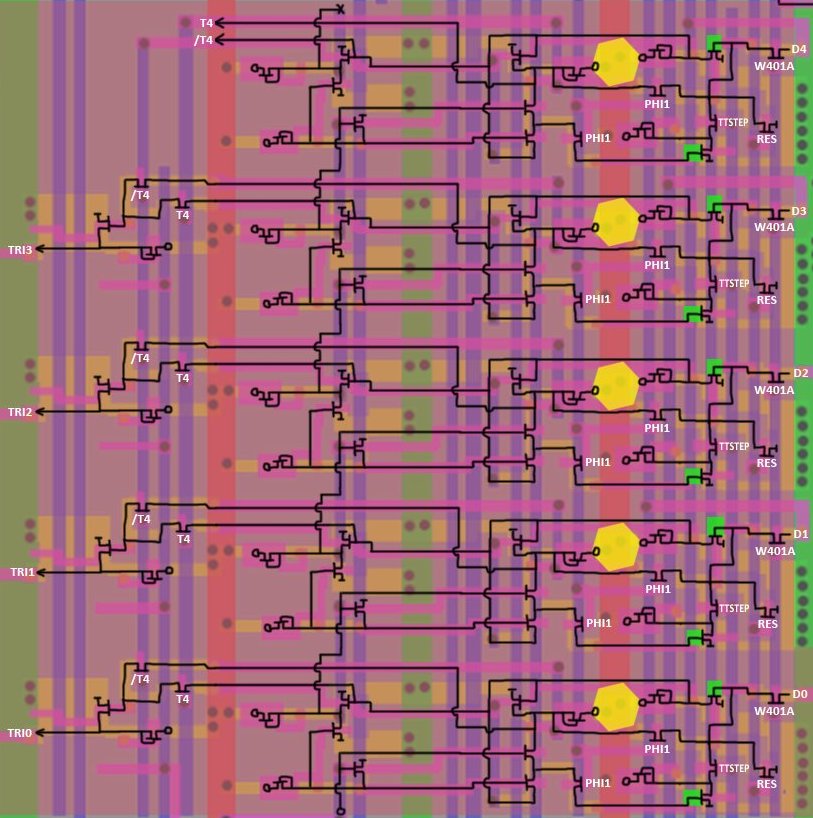 T4
/T4
D4
W401A
PHI1
TTSTEP
PHI1
RES
/T4
T4
D3
W401A
TRI3
PHI1
TTSTEP
PHI1
RES
/T4
T4
D2
W401A
TRI2
PHI1
TTSTEP
PHI1
RES
/T4
T4
D1
W401A
TRI1
PHI1
TTSTEP
PHI1
RES
/T4
T4
D0
W401A
TRI0
PHI1
TTSTEP
PHI1
RES